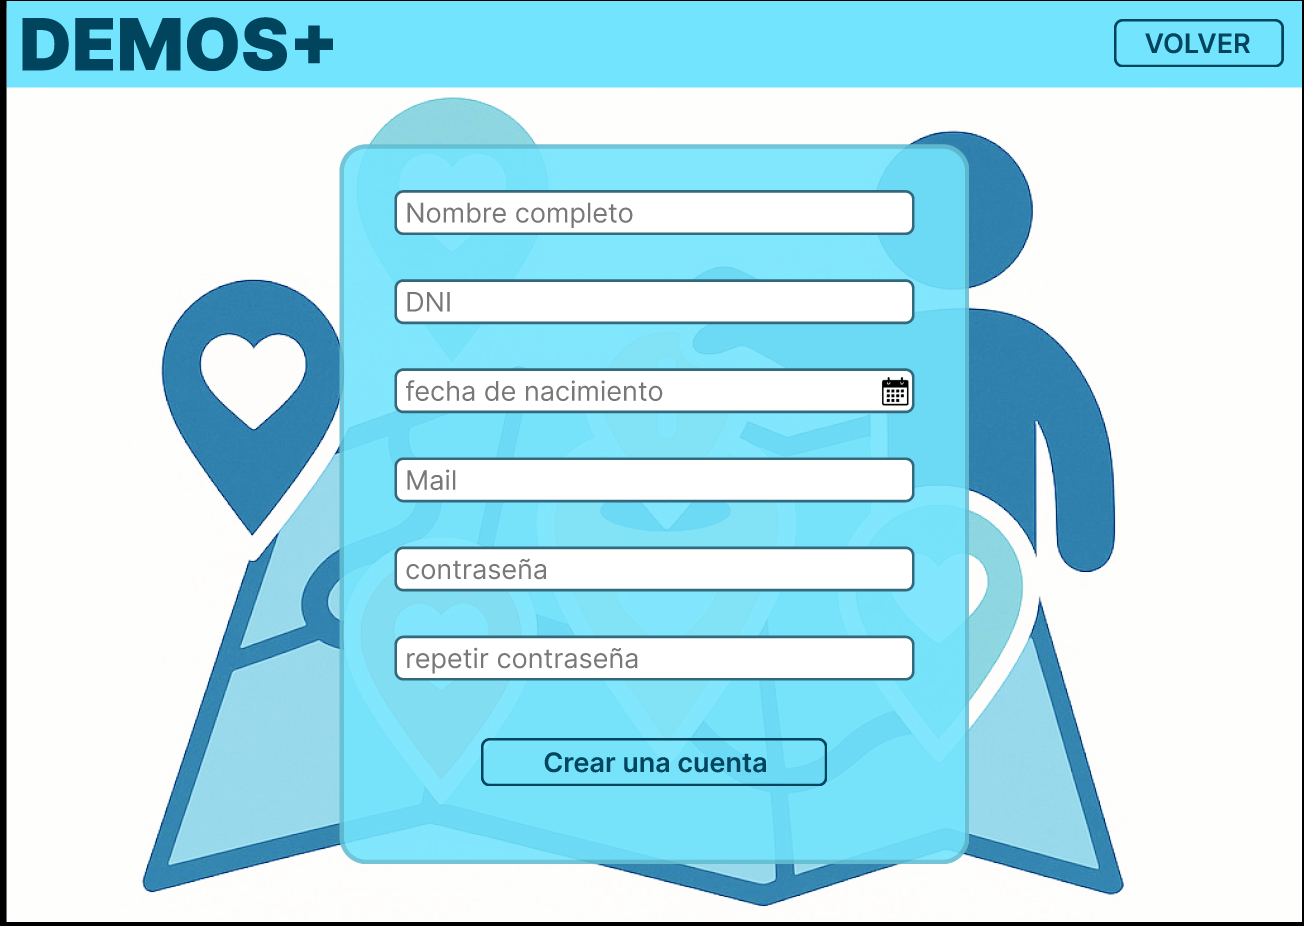 DEMOS+
VOLVER
Nombre completo
DNI
fecha de nacimiento
Mail
contraseña
repetir contraseña
Crear una cuenta